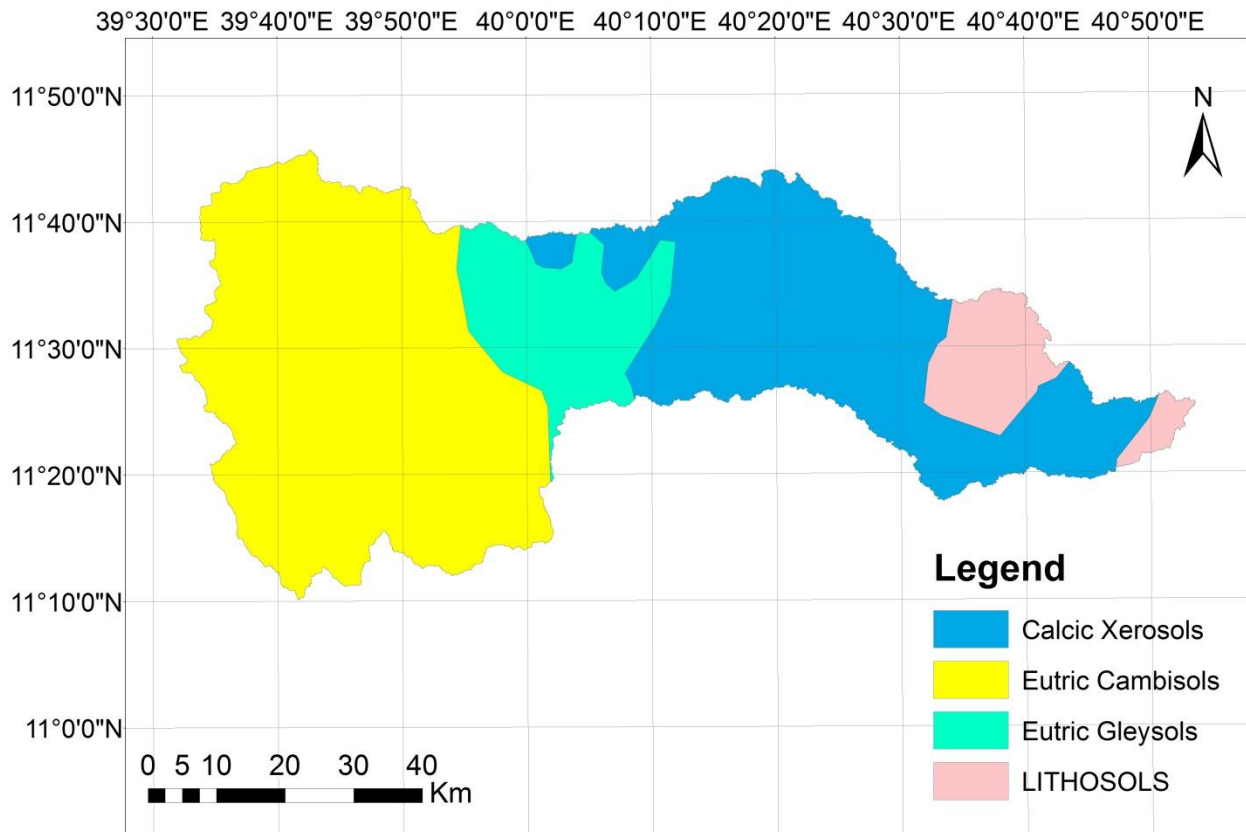 39°30'0"E 39°40'0"E 39°50'0"E 40°0'0"E 40°10'0"E 40°20'0"E 40°30'0"E 40°40'0"E 40°50'0"E
11°50'0"N
N
11°40'0"N
11°30'0"N
11°20'0"N
11°10'0"N
11°0'0"N
Legend
Calcic Xerosols
Eutric Cambisols
Eutric Gleysols
LITHOSOLS
0 5 10 20 30 40
Km